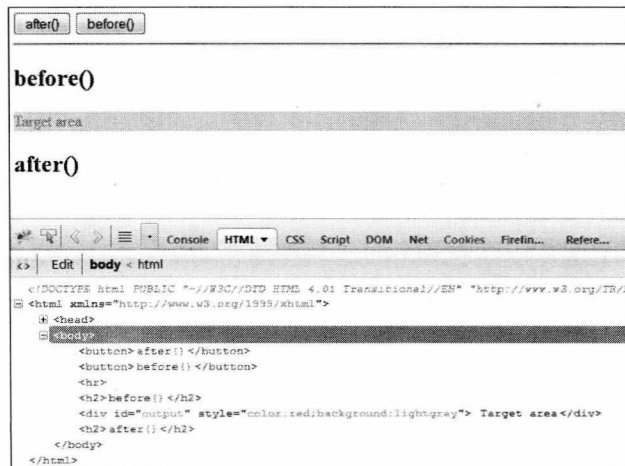 after() before()
before()
Target area
after()
Console HTML ▼ CSS Script DOM Net Cookies Firefin... Refere...
Edit body < html
<!DOCTYPE html PUBLIC "-//W3C//DTD HTML 4.01 Transitional//EN" "http://www.w3.org/TR/
<html xmlns="http://www.w3.org/1999/xhtml">
<head>
<body>
<button>after()</button>
<button>before()</button>
<hr>
<h2>before()</h2>
<div id="output" style="color:red;background:lightgray"> Target area</div>
<h2>after()</h2>
</body>
</html>